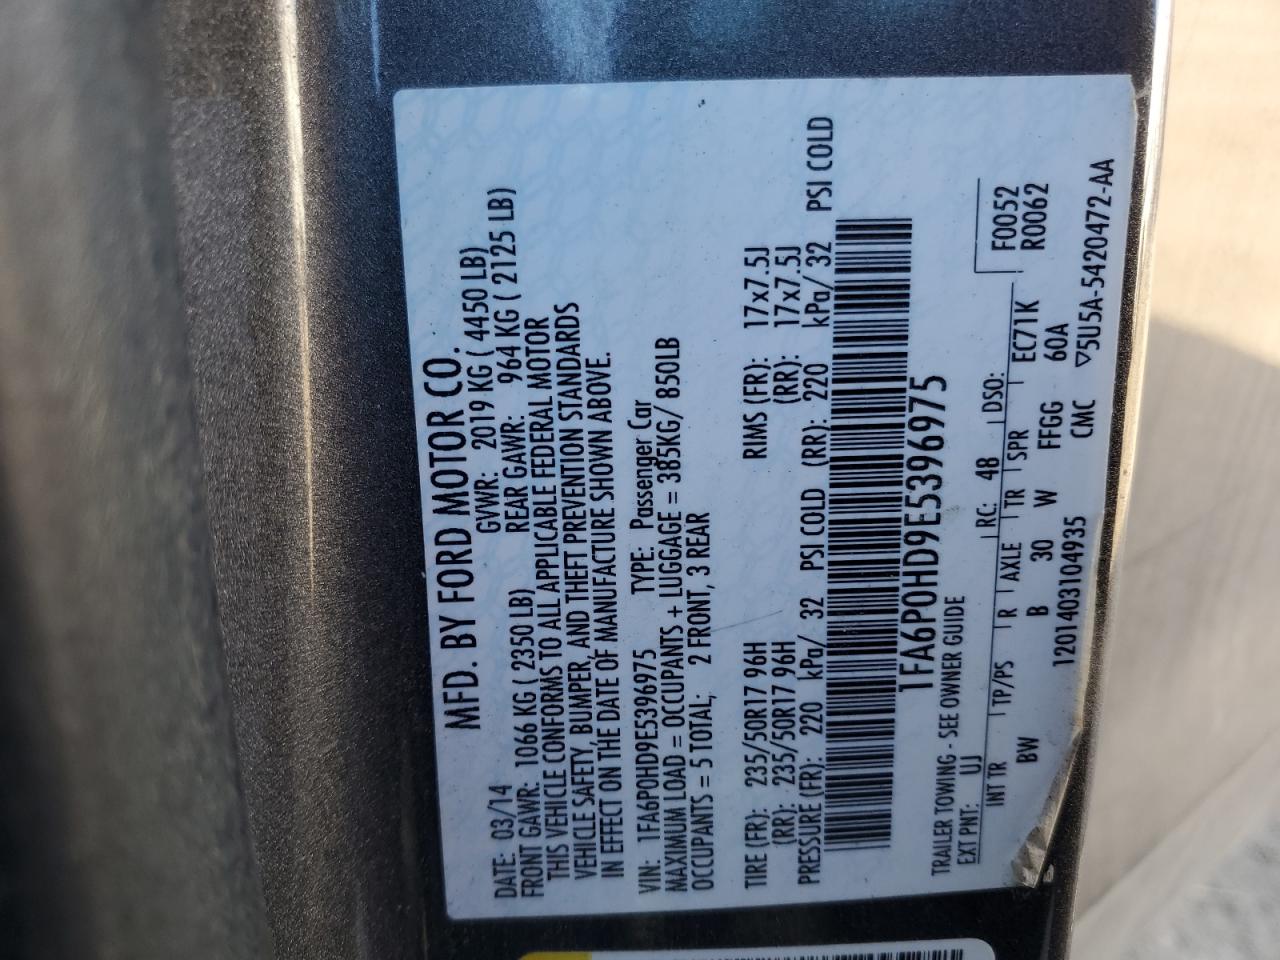 MFD. BY FORD MOTOR CO.
DATE: 03/14 GVWR: 2019 KG ( 4450 LB)
FRONT GAWR: 1066 KG ( 2350 LB) REAR GAWR: 964 KG ( 2125 LB)
THIS VEHICLE CONFORMS TO ALL APPLICABLE FEDERAL MOTOR
VEHICLE SAFETY, BUMPER, AND THEFT PREVENTION STANDARDS
IN EFFECT ON THE DATE OF MANUFACTURE SHOWN ABOVE.
VIN: 1FA6P0HD9E5396975 TYPE: Passenger Car
MAXIMUM LOAD = OCCUPANTS + LUGGAGE = 385KG/ 850LB
OCCUPANTS = 5 TOTAL; 2 FRONT, 3 REAR
TIRE (FR): 235/50R17 96H RIMS (FR): 17x7.5J
(RR): 235/50R17 96H (RR): 17x7.5J
PRESSURE (FR): 220 kPa/ 32 PSI COLD (RR): 220 kPa/ 32 PSI COLD
1FA6P0HD9E5396975
TRAILER TOWING - SEE OWNER GUIDE
EXT PNT: UJ RC: 48 DSO: F0052
INT TR TP/PS R AXLE TR SPR EC71K R0062
BW B 30 W FFGG 60A
1201403104935 CMC ▽5U5A-5420472-AA